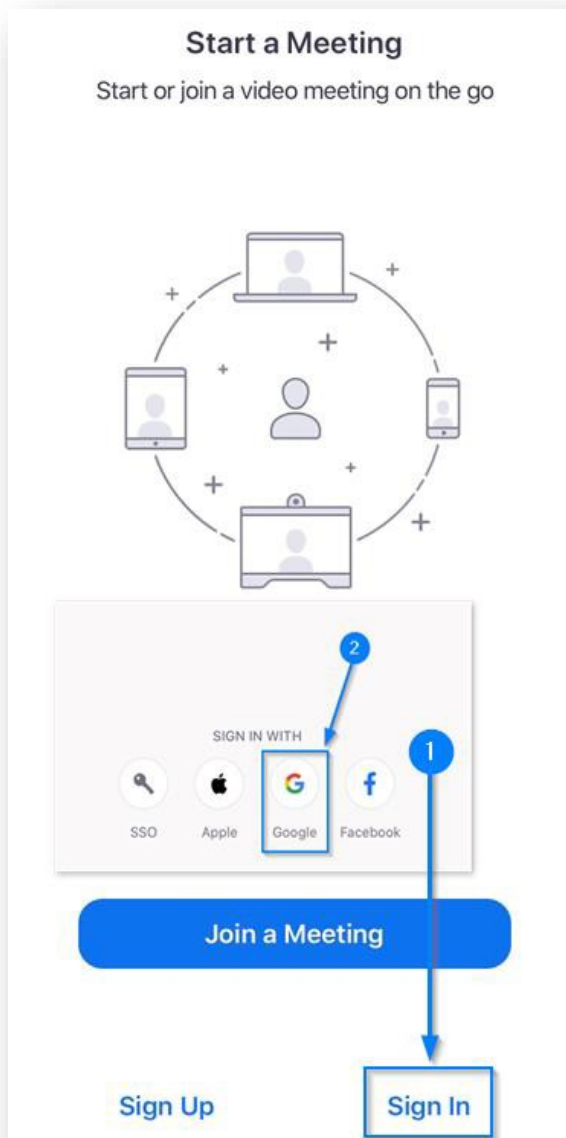 Start a Meeting
Start or join a video meeting on the go
2
SIGN IN WITH
1
SSO Apple Google Facebook
Join a Meeting
Sign Up Sign In